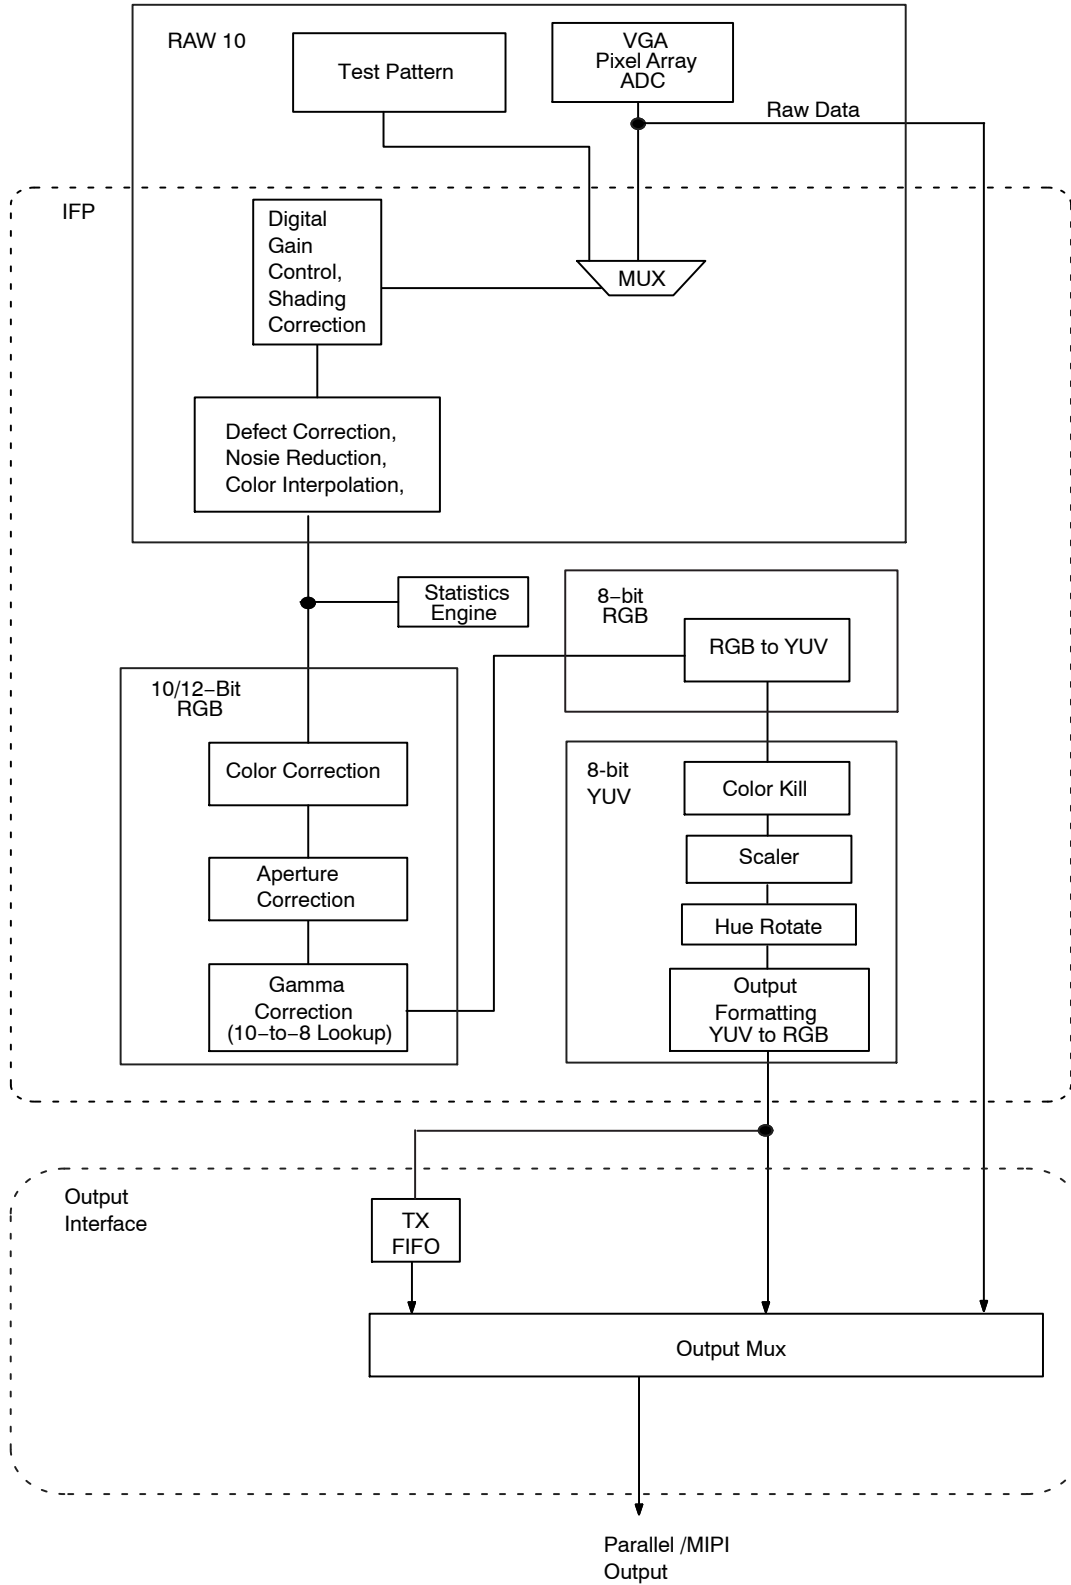 RAW 10
Test Pattern
VGA
Pixel Array
ADC
Raw Data
IFP
Digital
Gain
Control,
Shading
Correction
MUX
Defect Correction,
Nosie Reduction,
Color Interpolation,
Statistics
Engine
8−bit
RGB
RGB to YUV
10/12−Bit
RGB
Color Correction
Aperture
Correction
Gamma
Correction
(10−to−8 Lookup)
8-bit
YUV
Color Kill
Scaler
Hue Rotate
Output
Formatting
YUV to RGB
Output
Interface
TX
FIFO
Output Mux
Parallel /MIPI
Output